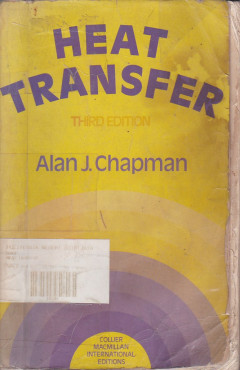 HEAT
TRANSFER
THIRD EDITION
Alan J. Chapman
COLLIER
MACMILLAN
INTERNATIONAL
EDITIONS